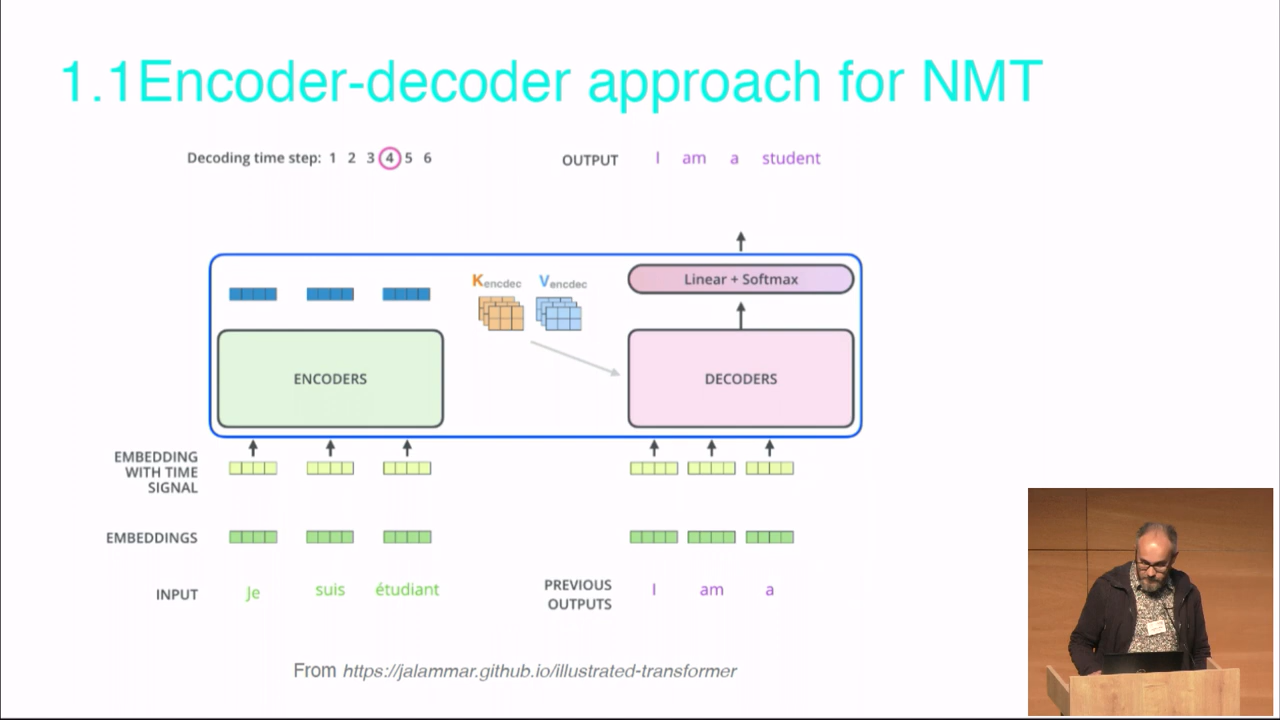 1.1Encoder-decoder approach for NMT
Decoding time step: 1 2 3 4 5 6
OUTPUT I am a student
Kencdec Vencdec
Linear + Softmax
ENCODERS
DECODERS
EMBEDDING
WITH TIME
SIGNAL
EMBEDDINGS
INPUT Je suis étudiant
PREVIOUS
OUTPUTS
I am a
From https://jalammar.github.io/illustrated-transformer